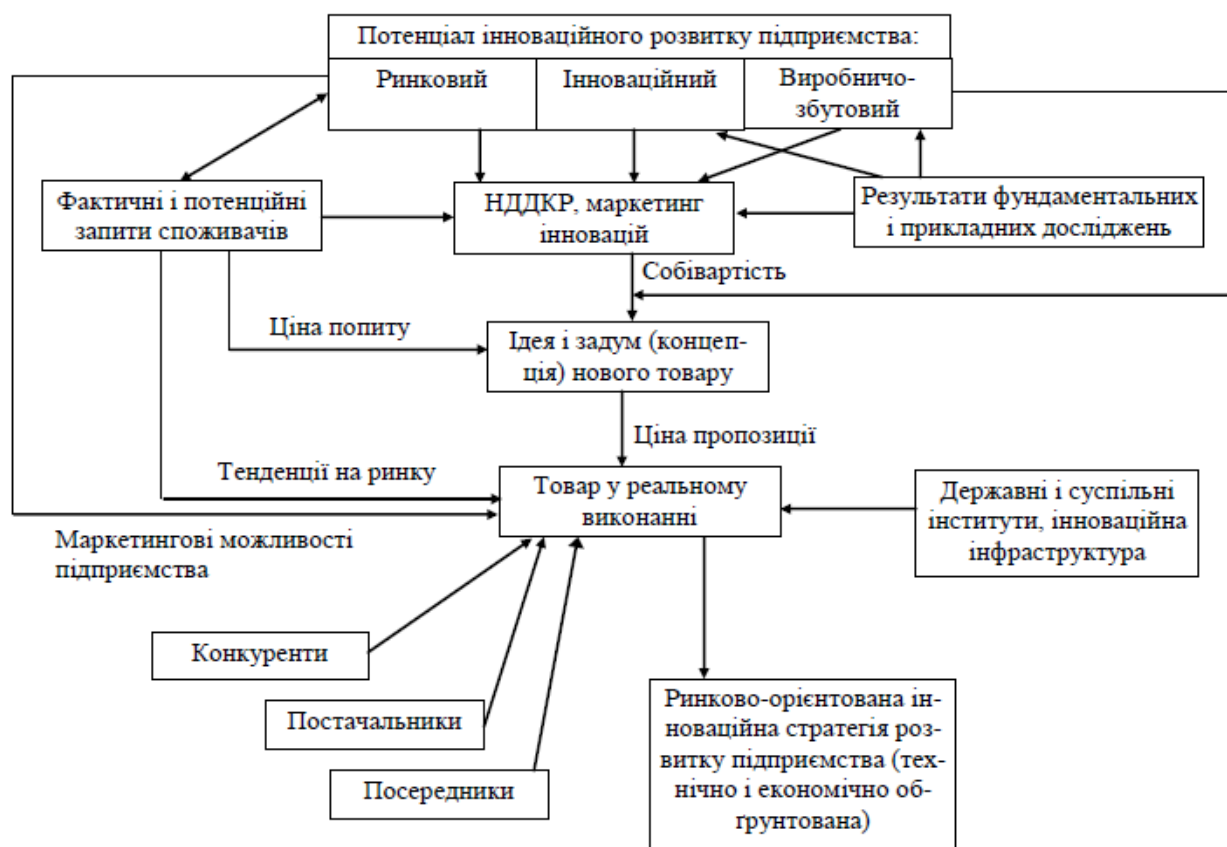 Потенціал інноваційного розвитку підприємства:
Ринковий
Інноваційний
Виробничо-
збутовий
Фактичні і потенційні
запити споживачів
НДДКР, маркетинг
інновацій
Результати фундаментальних
і прикладних досліджень
Собівартість
Ціна попиту
Ідея і задум (концеп-
ція) нового товару
Ціна пропозиції
Тенденції на ринку
Товар у реальному
виконанні
Державні і суспільні
інститути, інноваційна
інфраструктура
Маркетингові можливості
підприємства
Конкуренти
Постачальники
Посередники
Ринково-орієнтована ін-
новаційна стратегія роз-
витку підприємства (тех-
нічно і економічно об-
ґрунтована)